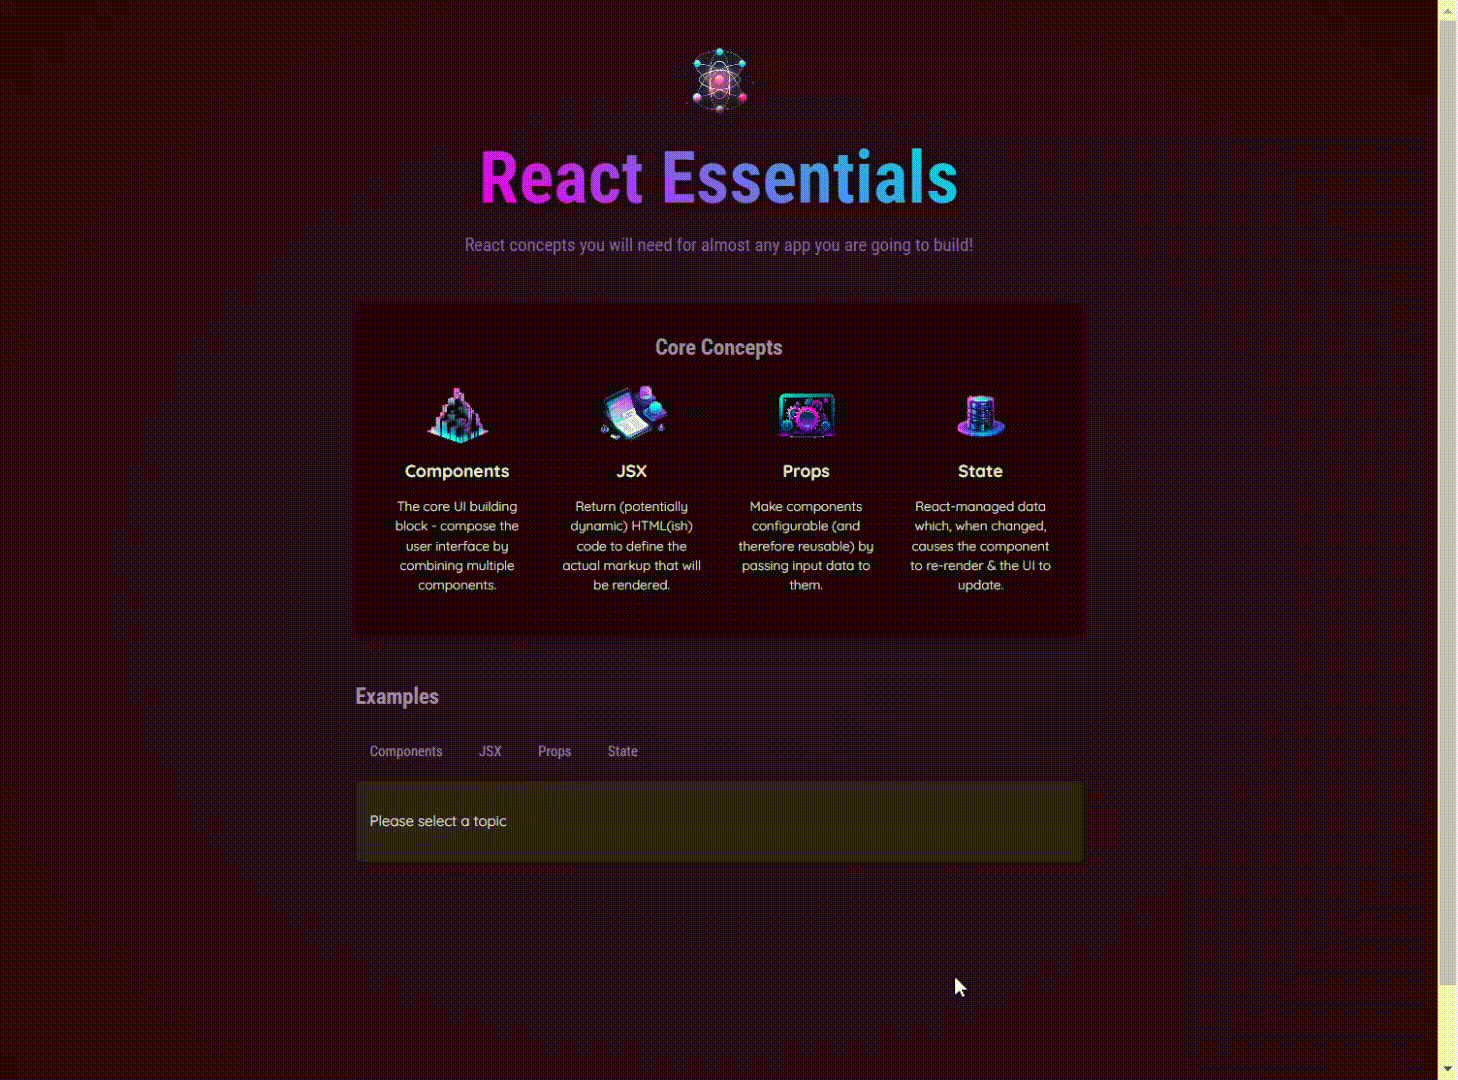 React Essentials
React concepts you will need for almost any app you are going to build!
Core Concepts
Components
The core UI building
block - compose the
user interface by
combining multiple
components.
JSX
Return (potentially
dynamic) HTML(ish)
code to define the
actual markup that will
be rendered.
Props
Make components
configurable (and
therefore reusable) by
passing input data to
them.
State
React-managed data
which, when changed,
causes the component
to re-render & the UI to
update.
Examples
Components JSX Props State
Please select a topic